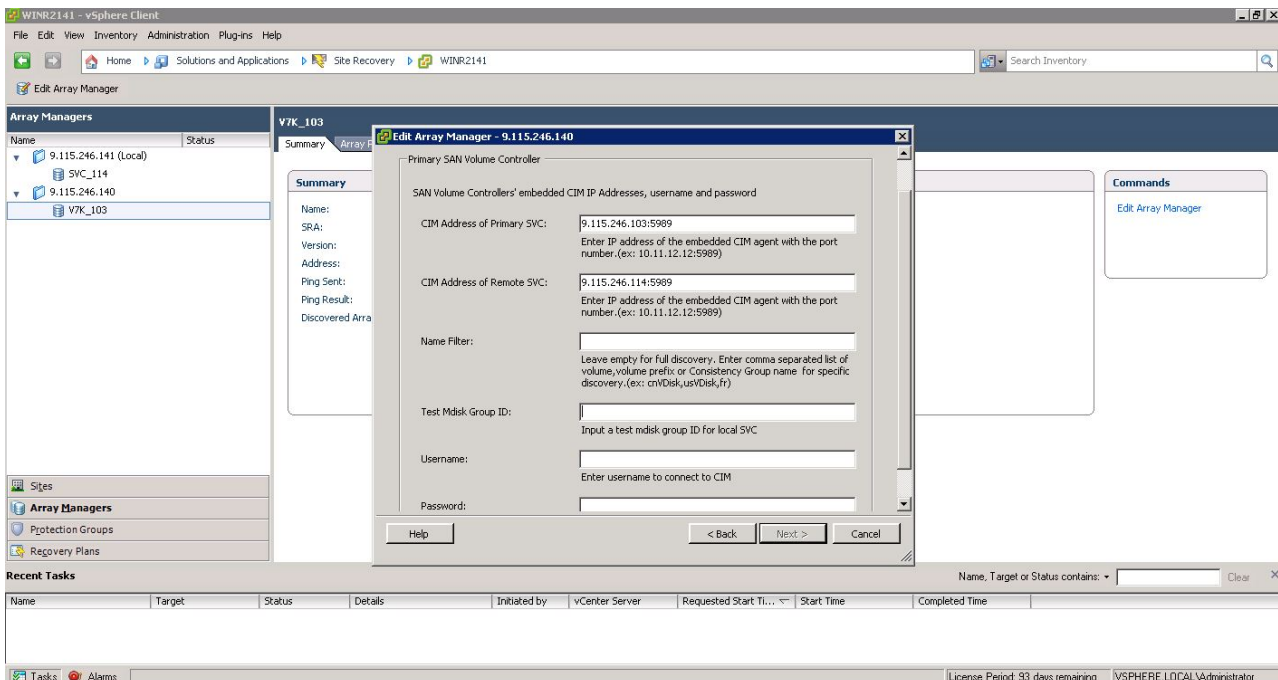 WINR2141 - vSphere Client
File Edit View Inventory Administration Plug-ins Help
Home Solutions and Applications Site Recovery WINR2141
Search Inventory
Edit Array Manager
Array Managers
Name Status
9.115.246.141 (Local)
SVC_114
9.115.246.140
V7K_103
Sites
Array Managers
Protection Groups
Recovery Plans
V7K_103
Summary Array
Summary
Name:
SRA:
Version:
Address:
Ping Sent:
Ping Result:
Discovered Arra
Edit Array Manager - 9.115.246.140
Primary SAN Volume Controller
SAN Volume Controllers' embedded CIM IP Addresses, username and password
CIM Address of Primary SVC: 9.115.246.103:5989
Enter IP address of the embedded CIM agent with the port
number.(ex: 10.11.12.12:5989)
CIM Address of Remote SVC: 9.115.246.114:5989
Enter IP address of the embedded CIM agent with the port
number.(ex: 10.11.12.12:5989)
Name Filter:
Leave empty for full discovery. Enter comma separated list of
volume,volume prefix or Consistency Group name for specific
discovery.(ex: cnVDisk,usVDisk,fr)
Test Mdisk Group ID:
Input a test mdisk group ID for local SVC
Username:
Enter username to connect to CIM
Password:
Help < Back Next > Cancel
Commands
Edit Array Manager
Recent Tasks
Name, Target or Status contains: Clear
Name Target Status Details Initiated by vCenter Server Requested Start Ti... Start Time Completed Time
Tasks Alarms License Period: 93 days remaining VSPHERE.LOCAL\Administrator